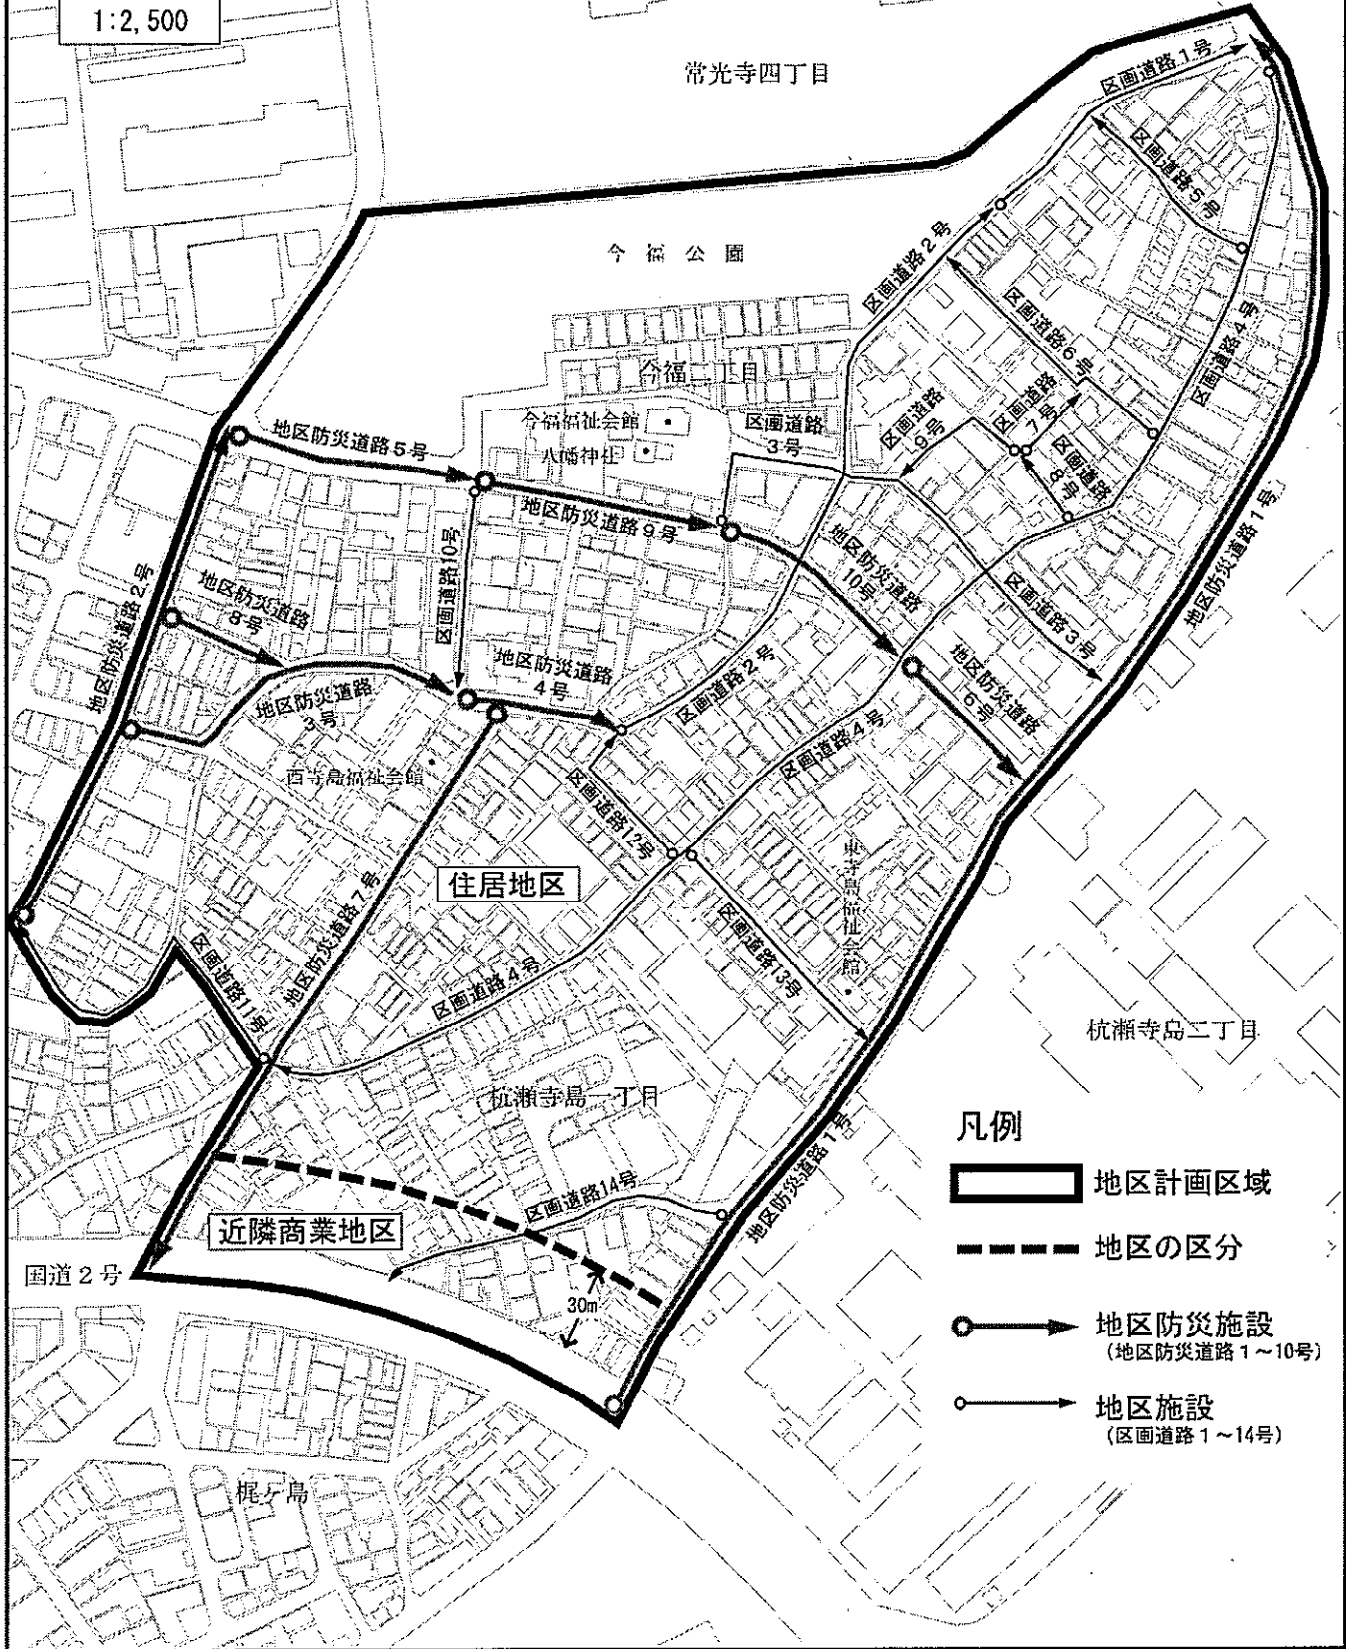 1:2,500
常光寺四丁目
区画道路1号
区画道路5号
今福公園
区画道路2号
区画道路6号
区画道路4号
今福二丁目
今福福祉会館
八幡神社
区画道路
3号
区画道路
9号
区画道路
7号
区画道路
8号
地区防災道路5号
地区防災道路9号
地区防災道路
10号
区画道路10号
地区防災道路2号
地区防災道路
8号
地区防災道路
3号
地区防災道路
4号
区画道路2号
区画道路3号
地区防災道路1号
地区防災道路
6号
区画道路4号
区画道路12号
東寺島福祉会館
住居地区
地区防災道路7号
区画道路11号
区画道路4号
区画道路13号
杭瀬寺島二丁目
杭瀬寺島一丁目
地区防災道路1号
区画道路14号
近隣商業地区
国道2号
30m
梶ケ島
凡例
地区計画区域
地区の区分
地区防災施設
(地区防災道路1~10号)
地区施設
(区画道路1~14号)